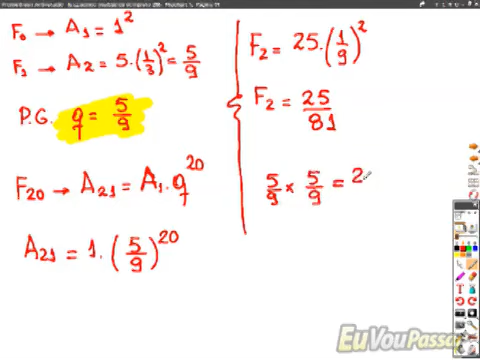 F₀ → A₁ = 1²
F₁ → A₂ = 5·(1/3)² = 5/9
P.G. q = 5/9
F₂₀ → A₂₁ = A₁·q²⁰
A₂₁ = 1·(5/9)²⁰
F₂ = 25·(1/9)²
F₂ = 25/81
5/9 × 5/9 = 2
EuVouPassar